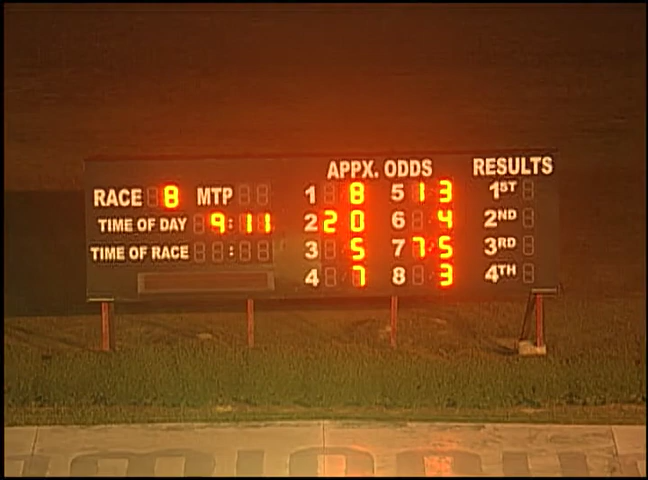 APPX. ODDS RESULTS
RACE 8 MTP 1 8 5 13 1ST
TIME OF DAY 9:11 2 20 6 4 2ND
TIME OF RACE : 3 5 7 75 3RD
4 7 8 3 4TH